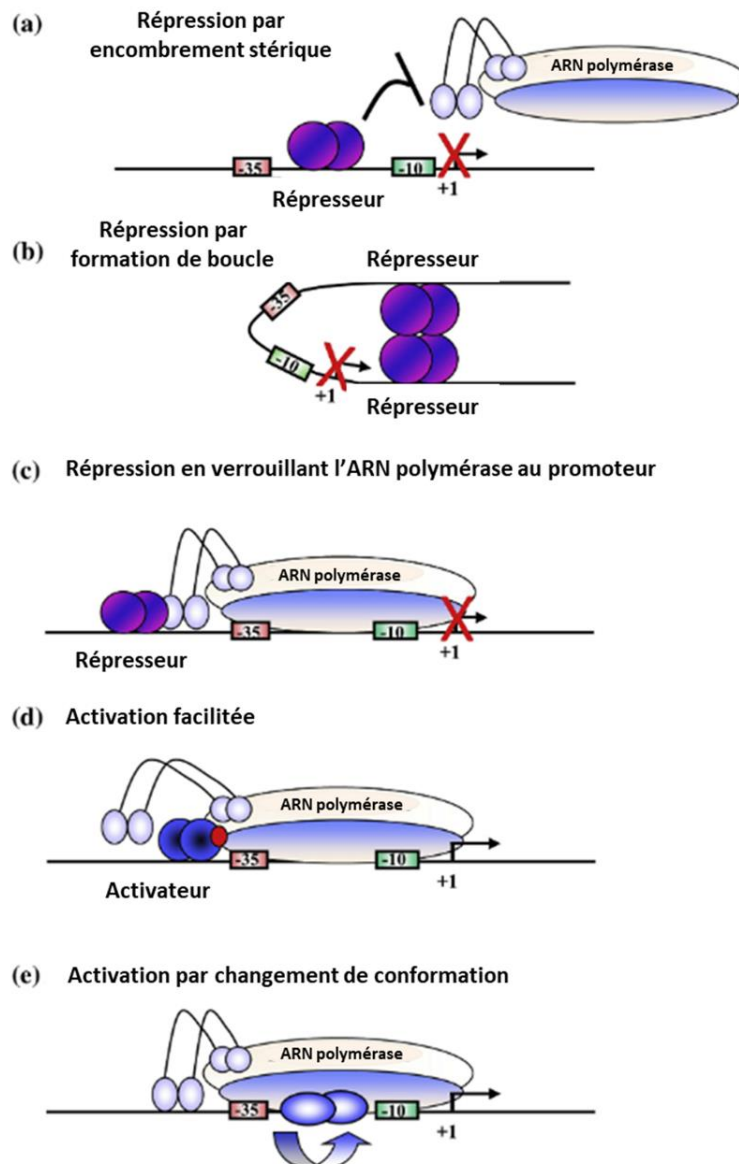 (a) Répression par
encombrement stérique
ARN polymérase
-35 -10
+1
Répresseur
(b) Répression par
formation de boucle
Répresseur
-35
-10
+1
Répresseur
(c) Répression en verrouillant l'ARN polymérase au promoteur
ARN polymérase
-35 -10
+1
Répresseur
(d) Activation facilitée
ARN polymérase
-35 -10
+1
Activateur
(e) Activation par changement de conformation
ARN polymérase
-35 -10
+1